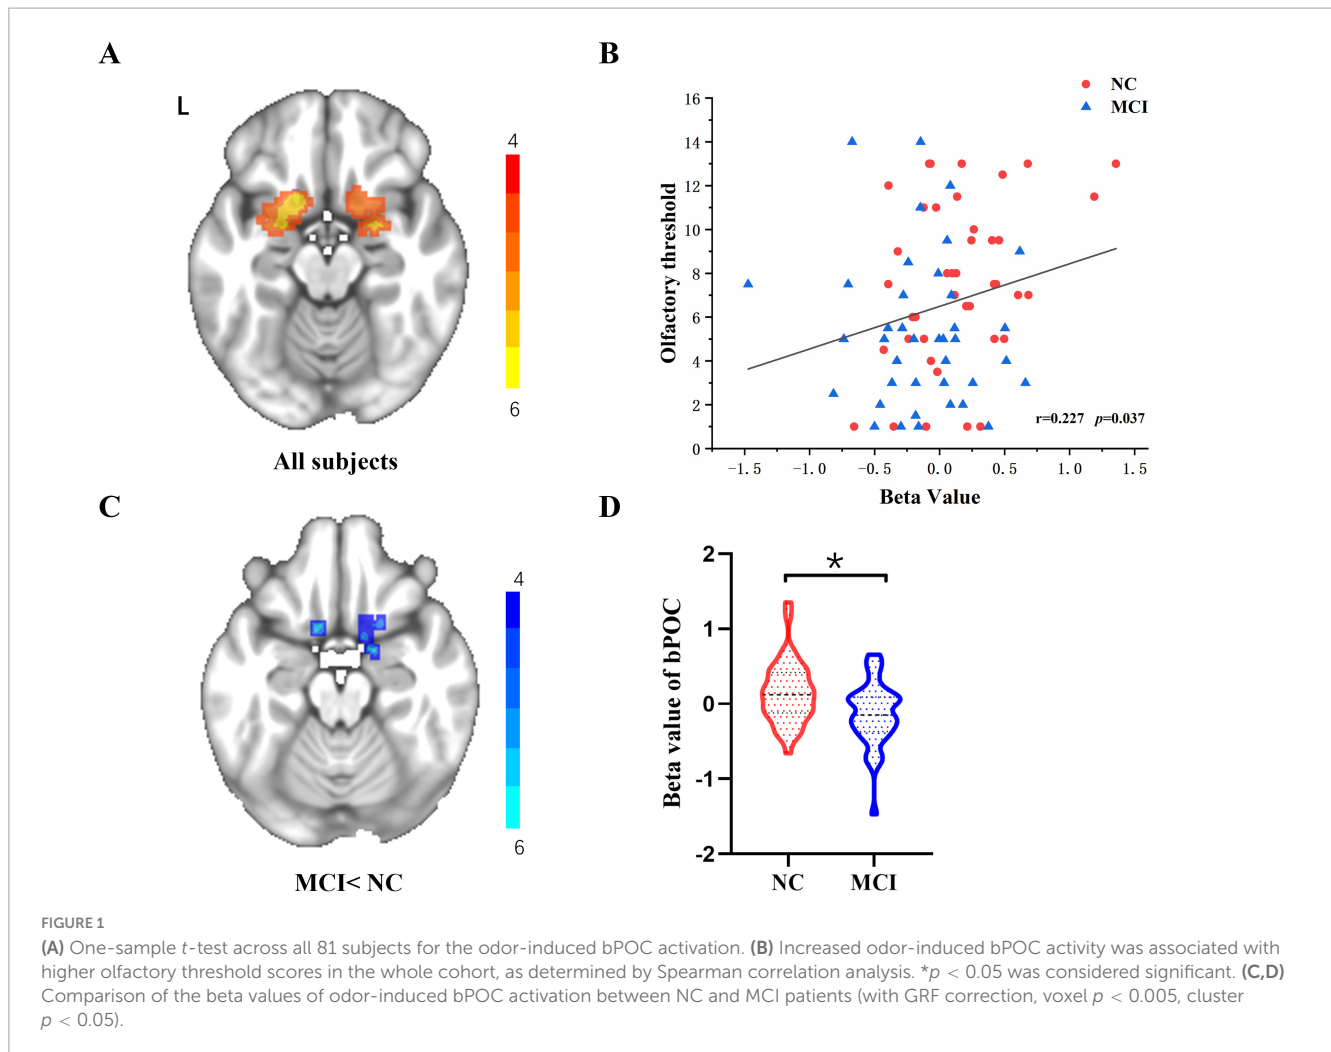 A
L
4
6
All subjects
B
NC
MCI
16
14
12
10
8
6
4
2
0
Olfactory threshold
r=0.227 p=0.037
-1.5 -1.0 -0.5 0.0 0.5 1.0 1.5
Beta Value
C
4
6
MCI< NC
D
2
1
0
-1
-2
Beta value of bPOC
*
NC MCI
FIGURE 1
(A) One-sample t-test across all 81 subjects for the odor-induced bPOC activation. (B) Increased odor-induced bPOC activity was associated with
higher olfactory threshold scores in the whole cohort, as determined by Spearman correlation analysis. *p < 0.05 was considered significant. (C,D)
Comparison of the beta values of odor-induced bPOC activation between NC and MCI patients (with GRF correction, voxel p < 0.005, cluster
p < 0.05).